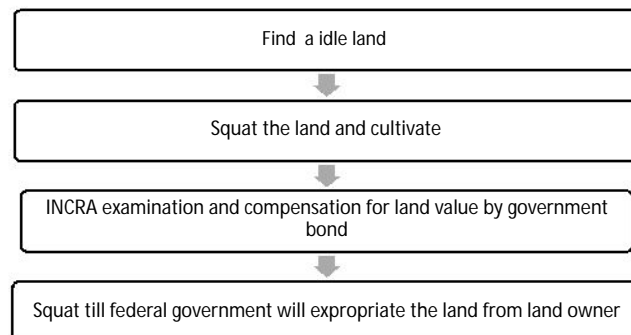 Find a idle land
Squat the land and cultivate
INCRA examination and compensation for land value by government
bond
Squat till federal government will expropriate the land from land owner